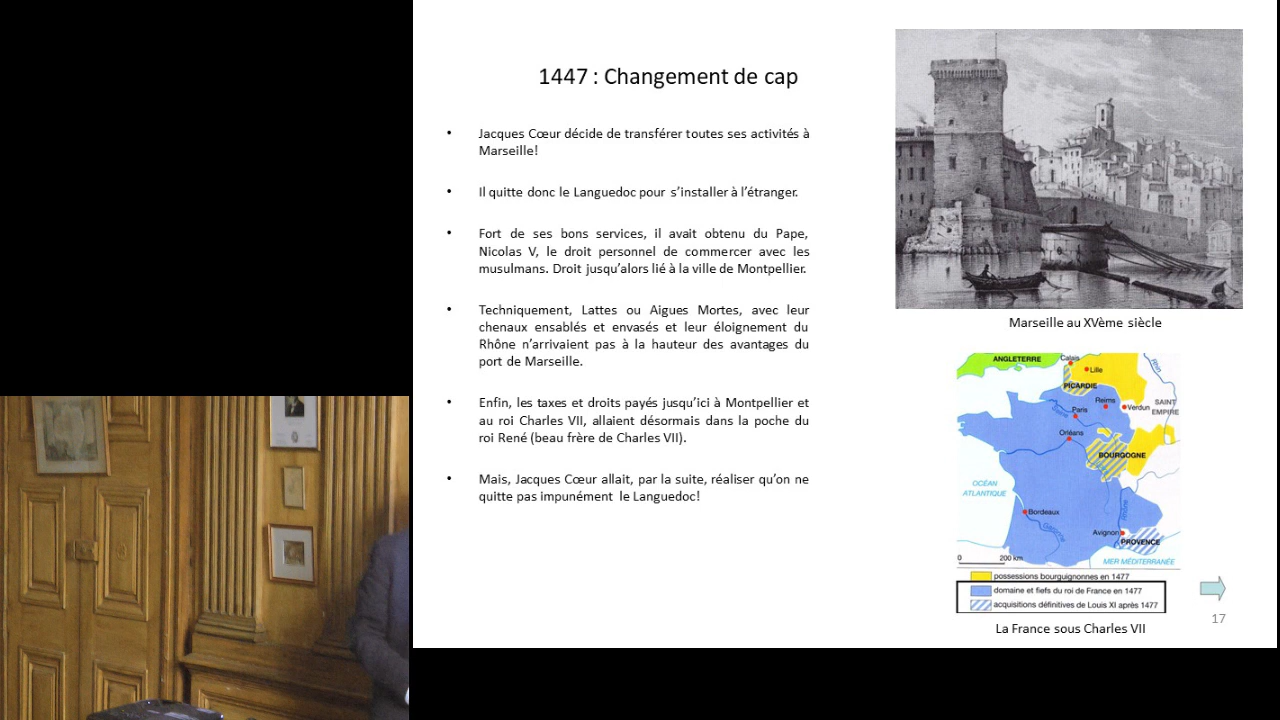 1447 : Changement de cap
• Jacques Cœur décide de transférer toutes ses activités à
Marseille!
• Il quitte donc le Languedoc pour s’installer à l’étranger.
• Fort de ses bons services, il avait obtenu du Pape,
Nicolas V, le droit personnel de commercer avec les
musulmans. Droit jusqu’alors lié à la ville de Montpellier.
• Techniquement, Lattes ou Aigues Mortes, avec leur
chenaux ensablés et envasés et leur éloignement du
Rhône n’arrivaient pas à la hauteur des avantages du
port de Marseille.
• Enfin, les taxes et droits payés jusqu’ici à Montpellier et
au roi Charles VII, allaient désormais dans la poche du
roi René (beau frère de Charles VII).
• Mais, Jacques Cœur allait, par la suite, réaliser qu’on ne
quitte pas impunément le Languedoc!
Marseille au XVème siècle
ANGLETERRE
Calais
Lille
Rhin
PICARDIE
Reims
Verdun
SAINT
EMPIRE
Paris
Seine
Orléans
BOURGOGNE
OCÉAN
ATLANTIQUE
Bordeaux
Garonne
Rhône
Avignon
PROVENCE
MER MÉDITERRANÉE
0 200 km
possessions bourguignonnes en 1477
domaine et fiefs du roi de France en 1477
acquisitions définitives de Louis XI après 1477
La France sous Charles VII
17